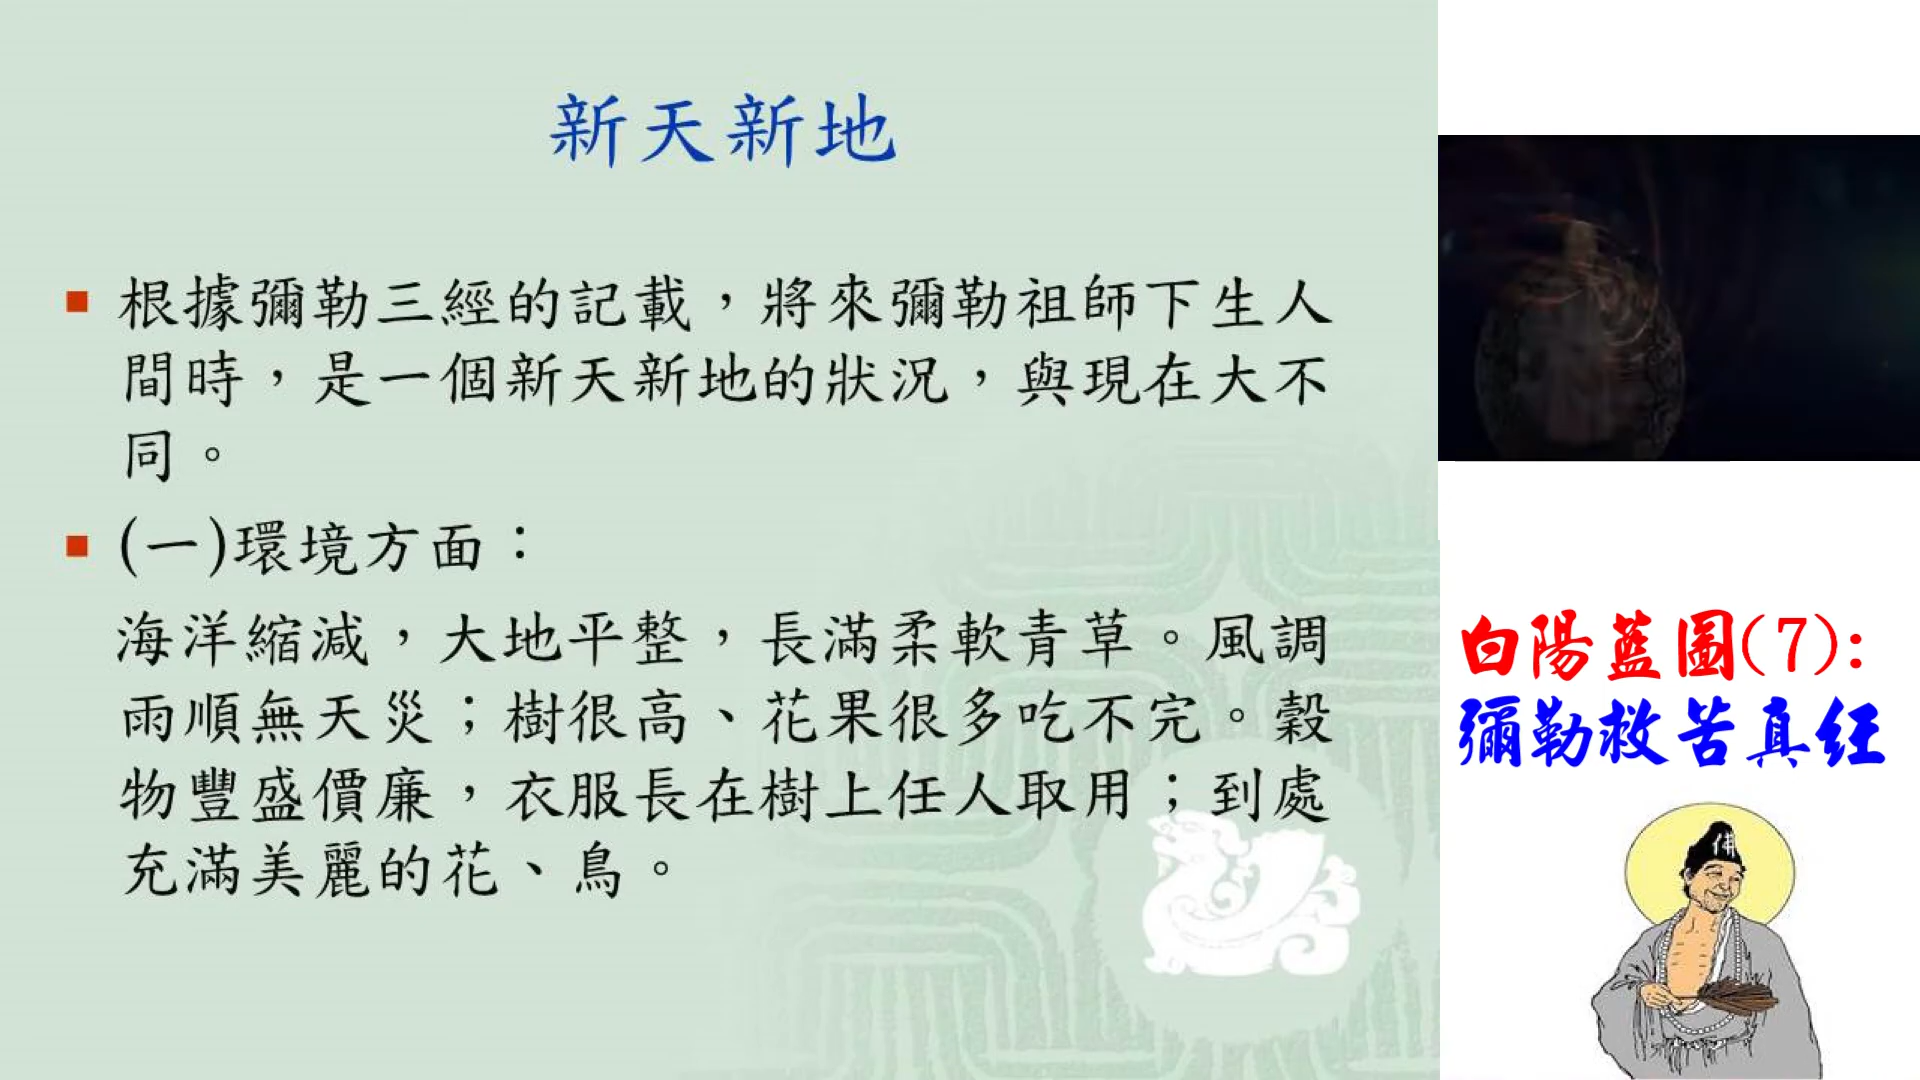 新天新地
根據彌勒三經的記載，將來彌勒祖師下生人
間時，是一個新天新地的狀況，與現在大不
同。
(一)環境方面：
海洋縮減，大地平整，長滿柔軟青草。風調
雨順無天災；樹很高、花果很多吃不完。穀
物豐盛價廉，衣服長在樹上任人取用；到處
充滿美麗的花、鳥。
白陽藍圖(7):
彌勒救苦真经
佛